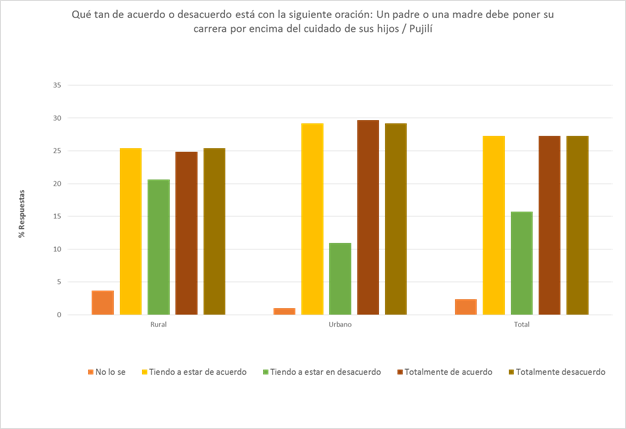 Qué tan de acuerdo o desacuerdo está con la siguiente oración: Un padre o una madre debe poner su
carrera por encima del cuidado de sus hijos / Pujilí
35
30
25
20
15
10
5
0
% Respuestas
Rural
Urbano
Total
No lo se
Tiendo a estar de acuerdo
Tiendo a estar en desacuerdo
Totalmente de acuerdo
Totalmente desacuerdo